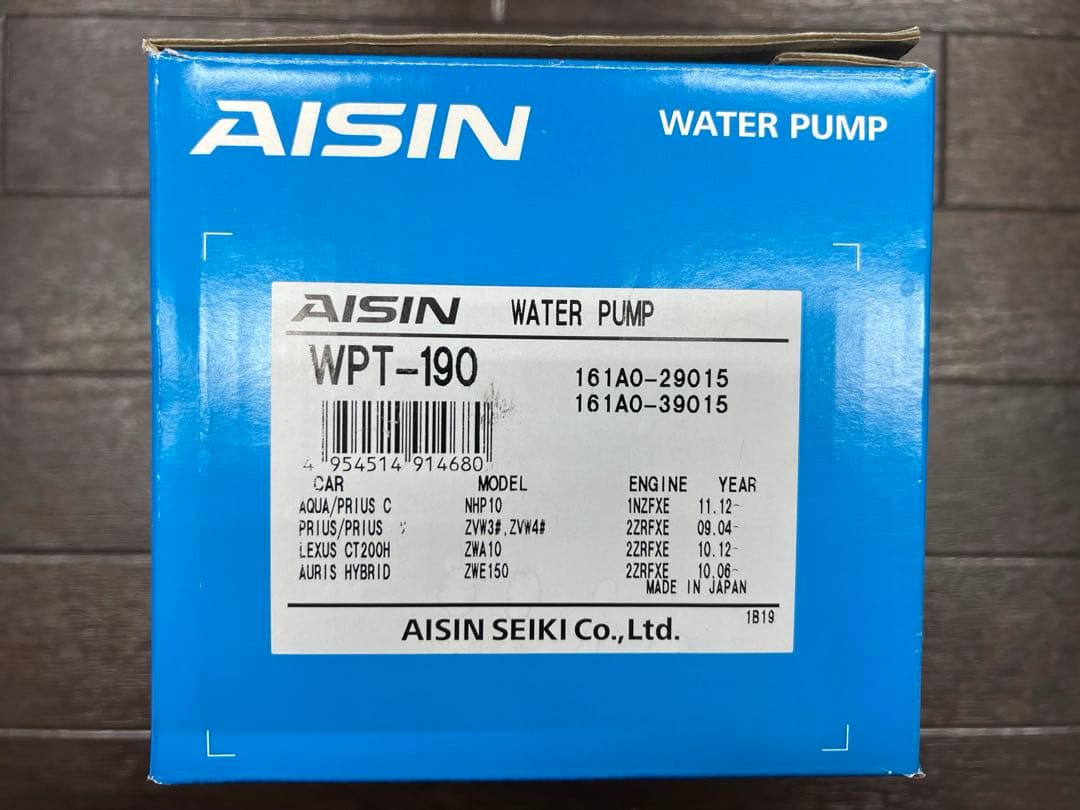 AISIN WATER PUMP
AISIN WATER PUMP
WPT-190
161A0-29015
161A0-39015
4 954514 914680
CAR MODEL ENGINE YEAR
AQUA/PRIUS C NHP10 1NZFXE 11.12-
PRIUS/PRIUS ZVW3#,ZVW4# 2ZRFXE 09.04-
LEXUS CT200H ZWA10 2ZRFXE 10.12-
AURIS HYBRID ZWE150 2ZRFXE 10.06-
MADE IN JAPAN
1B19
AISIN SEIKI Co.,Ltd.